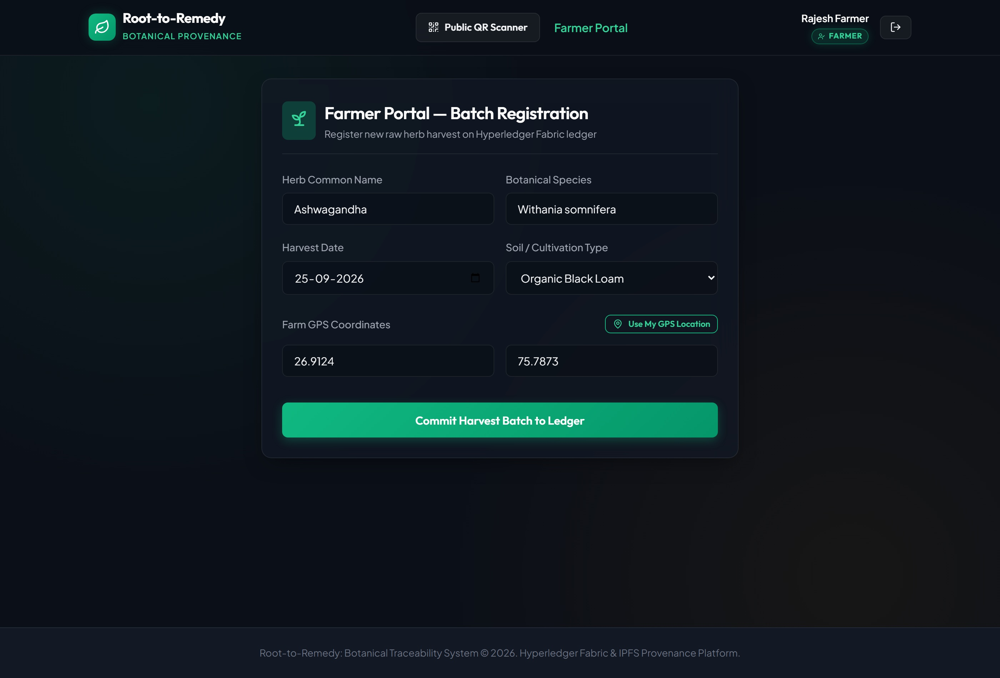 Root-to-Remedy
BOTANICAL PROVENANCE
Public QR Scanner
Farmer Portal
Rajesh Farmer
FARMER
Farmer Portal — Batch Registration
Register new raw herb harvest on Hyperledger Fabric ledger
Herb Common Name
Botanical Species
Ashwagandha
Withania somnifera
Harvest Date
Soil / Cultivation Type
25-09-2026
Organic Black Loam
Farm GPS Coordinates
Use My GPS Location
26.9124
75.7873
Commit Harvest Batch to Ledger
Root-to-Remedy: Botanical Traceability System © 2026. Hyperledger Fabric & IPFS Provenance Platform.